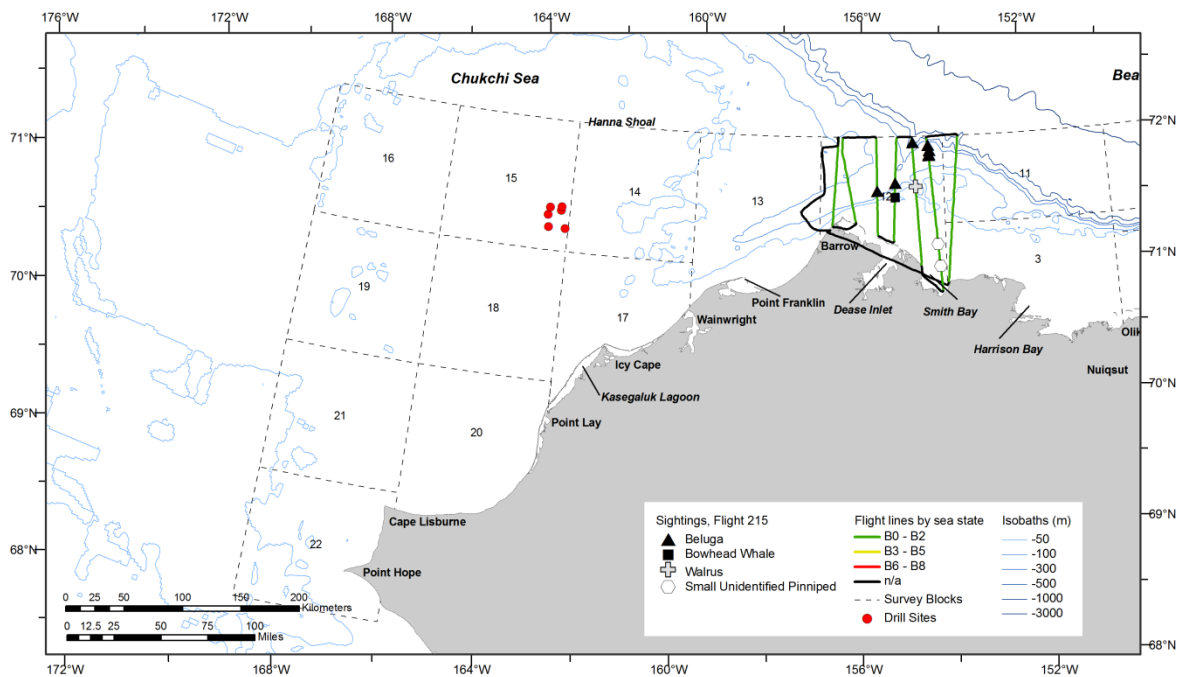 176°W 172°W 168°W 164°W 160°W 156°W 152°W
Chukchi Sea
Bea
72°N
71°N
Hanna Shoal
16
15
14
13
12
11
3
71°N
Barrow
70°N
19
18
17
Point Franklin
Wainwright
Dease Inlet
Smith Bay
Harrison Bay
Olik
Nuiqsut
Icy Cape
Kasegaluk Lagoon
70°N
69°N
21
20
Point Lay
Cape Lisburne
69°N
68°N
22
Point Hope
0 25 50 100 150 200
Kilometers
0 12.5 25 50 75 100
Miles
Sightings, Flight 215
Beluga
Bowhead Whale
Walrus
Small Unidentified Pinniped
Flight lines by sea state
B0 - B2
B3 - B5
B6 - B8
n/a
Survey Blocks
Drill Sites
Isobaths (m)
-50
-100
-300
-500
-1000
-3000
68°N
172°W 168°W 164°W 160°W 156°W 152°W